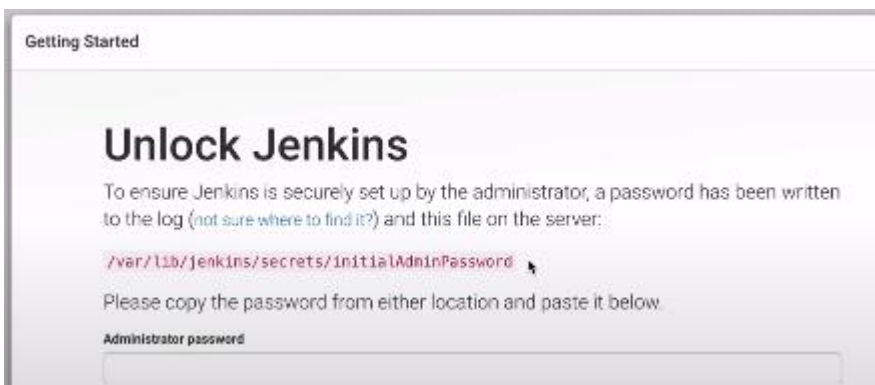 Getting Started
Unlock Jenkins
To ensure Jenkins is securely set up by the administrator, a password has been written
to the log (not sure where to find it?) and this file on the server:
/var/lib/jenkins/secrets/initialAdminPassword
Please copy the password from either location and paste it below.
Administrator password